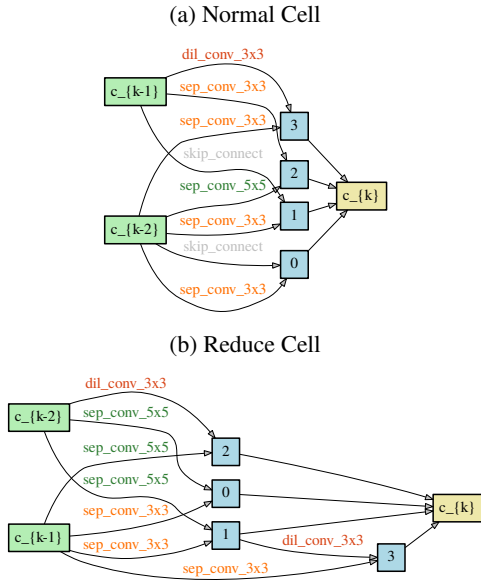 (a) Normal Cell
dil_conv_3x3
c_{k-1}
sep_conv_3x3
sep_conv_3x3
3
skip_connect
2
sep_conv_5x5
c_{k}
c_{k-2}
sep_conv_3x3
1
skip_connect
0
sep_conv_3x3
(b) Reduce Cell
dil_conv_3x3
c_{k-2}
sep_conv_5x5
sep_conv_5x5
2
sep_conv_5x5
0
c_{k}
sep_conv_3x3
c_{k-1}
1
dil_conv_3x3
sep_conv_3x3
3
sep_conv_3x3